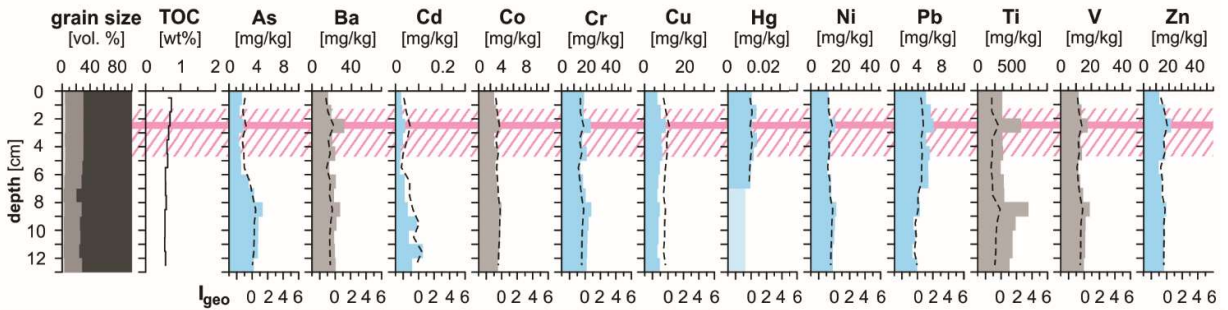 grain size TOC As Ba Cd Co Cr Cu Hg Ni Pb Ti V Zn
[vol. %] [wt%] [mg/kg] [mg/kg] [mg/kg] [mg/kg] [mg/kg] [mg/kg] [mg/kg] [mg/kg] [mg/kg] [mg/kg] [mg/kg] [mg/kg]
0 40 80 0 1 2 0 4 8 0 40 0 0.2 0 4 8 0 20 40 0 20 0 0.02 0 20 40 0 4 8 0 500 0 20 40 0 20 40
0
2
4
6
8
10
12
depth [cm]
Igeo 0 2 4 6 0 2 4 6 0 2 4 6 0 2 4 6 0 2 4 6 0 2 4 6 0 2 4 6 0 2 4 6 0 2 4 6 0 2 4 6 0 2 4 6 0 2 4 6